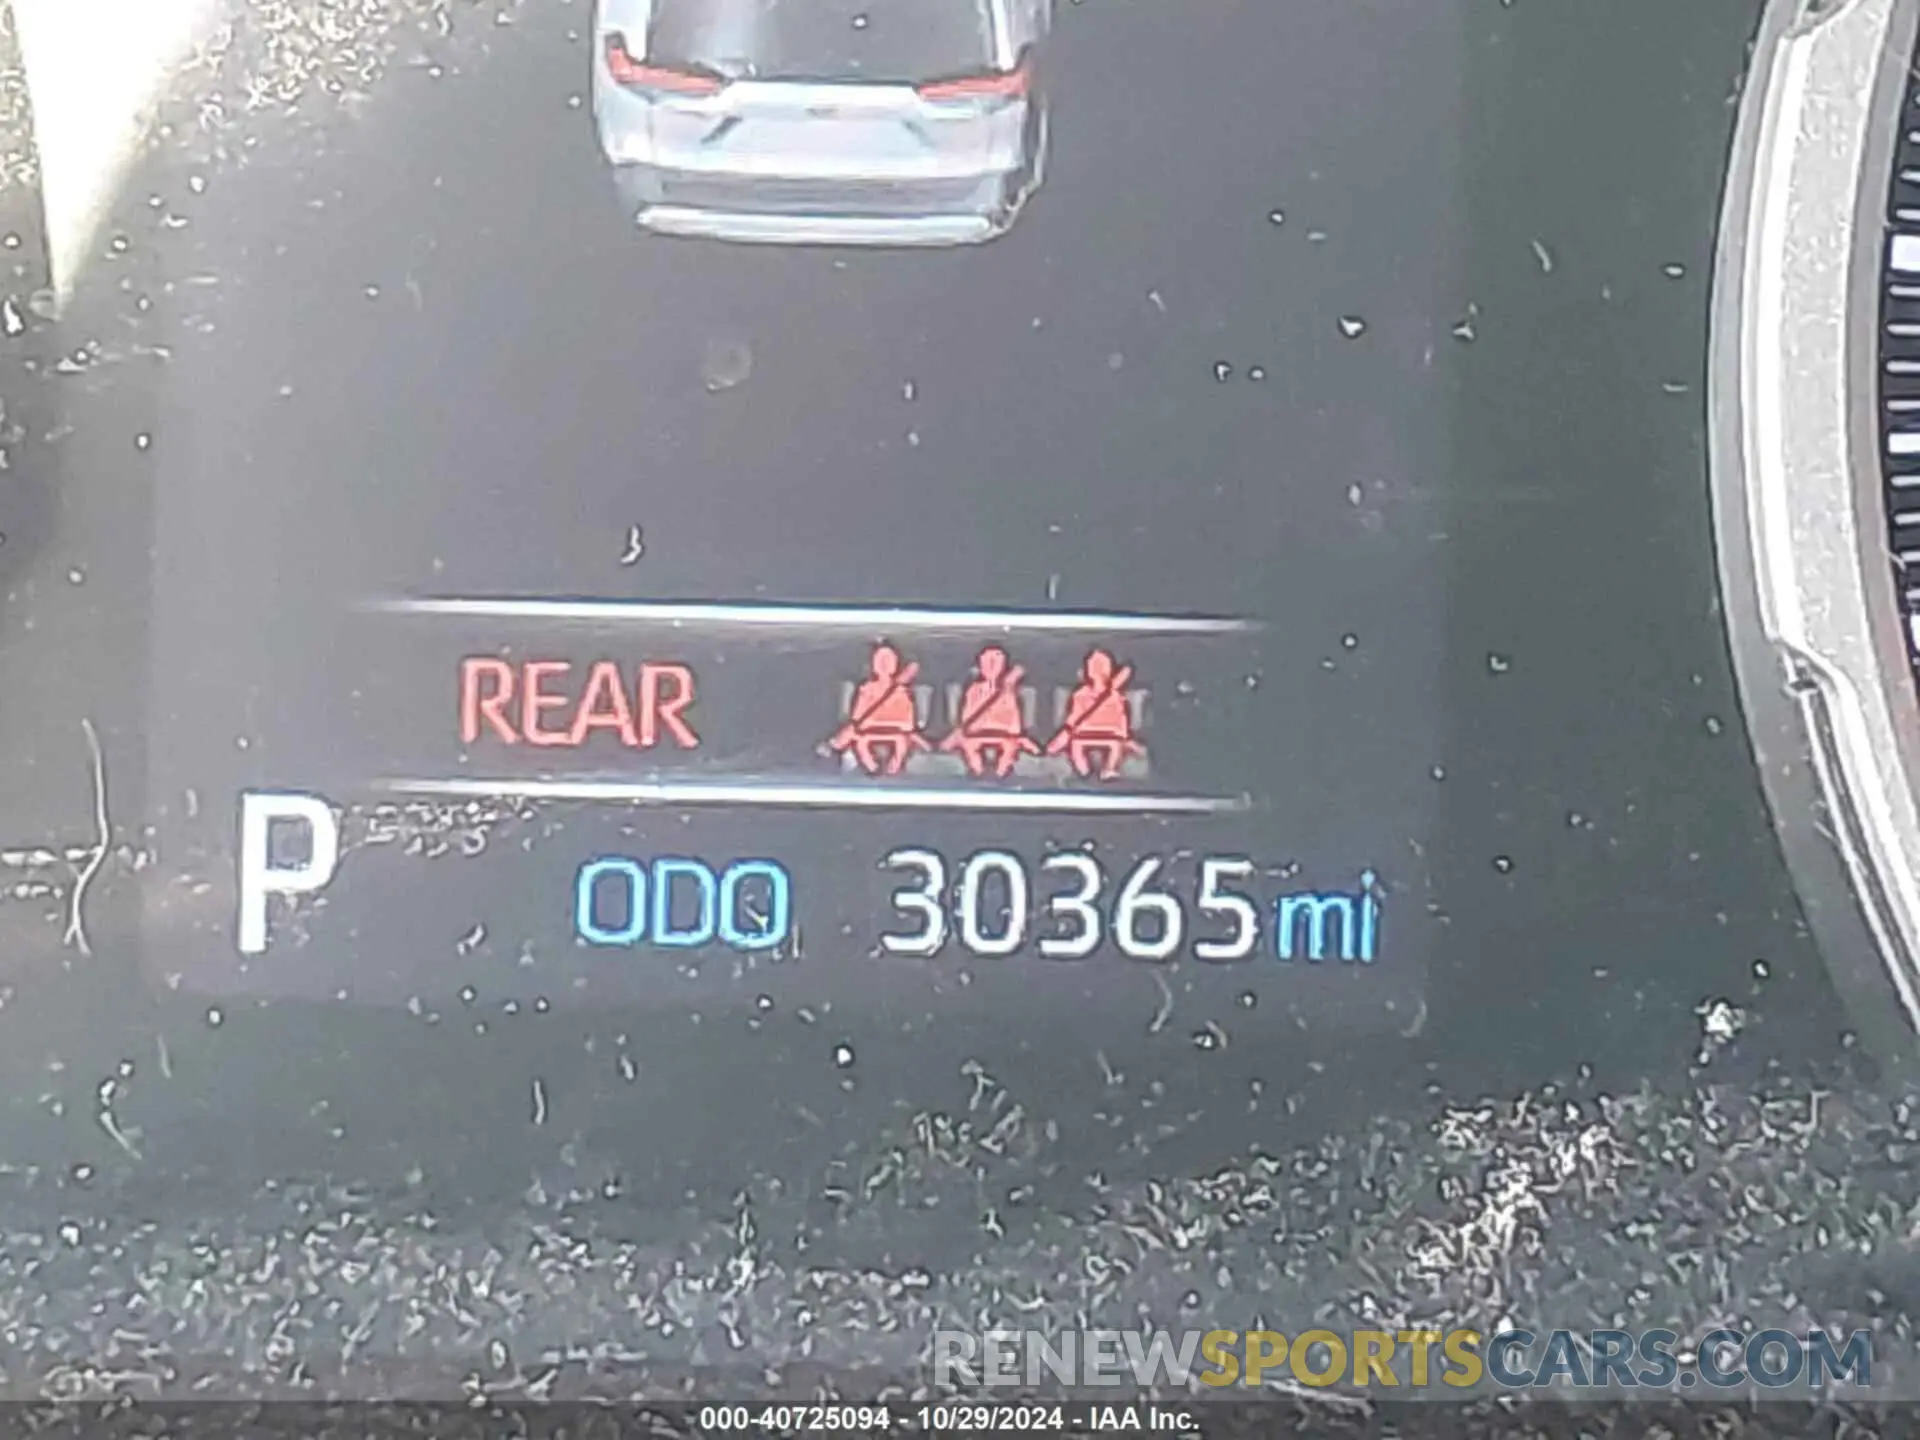 REAR
P ODO 30365mi
RENEWSPORTSCARS.COM
000-40725094 - 10/29/2024 - IAA Inc.